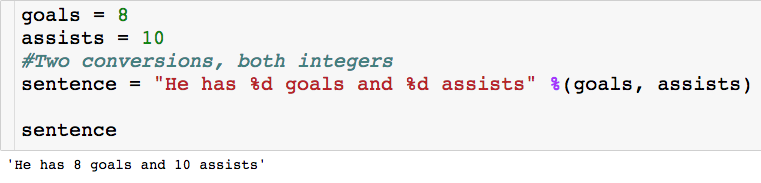 goals = 8
assists = 10
#Two conversions, both integers
sentence = "He has %d goals and %d assists" %(goals, assists)
sentence
'He has 8 goals and 10 assists'